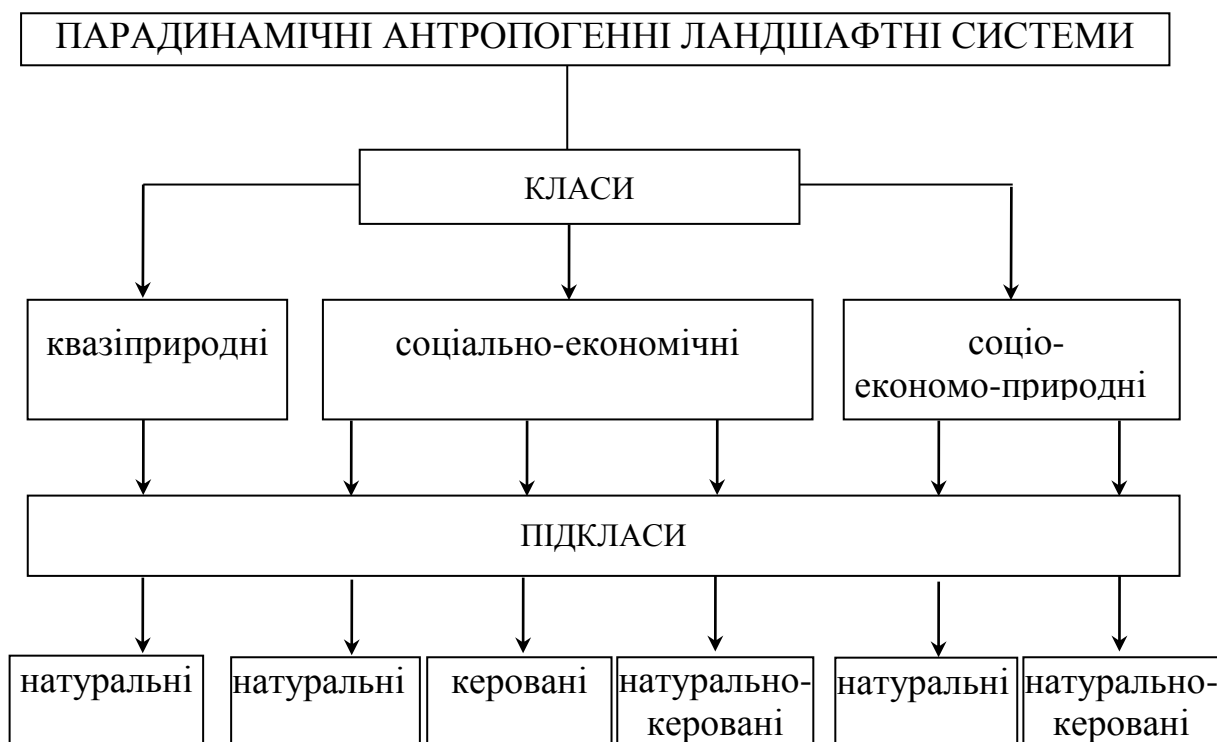 ПАРАДИНАМІЧНІ АНТРОПОГЕННІ ЛАНДШАФТНІ СИСТЕМИ
КЛАСИ
квазіприродні
соціально-економічні
соціо-
економо-природні
ПІДКЛАСИ
натуральні
натуральні
керовані
натурально-
керовані
натуральні
натурально-
керовані